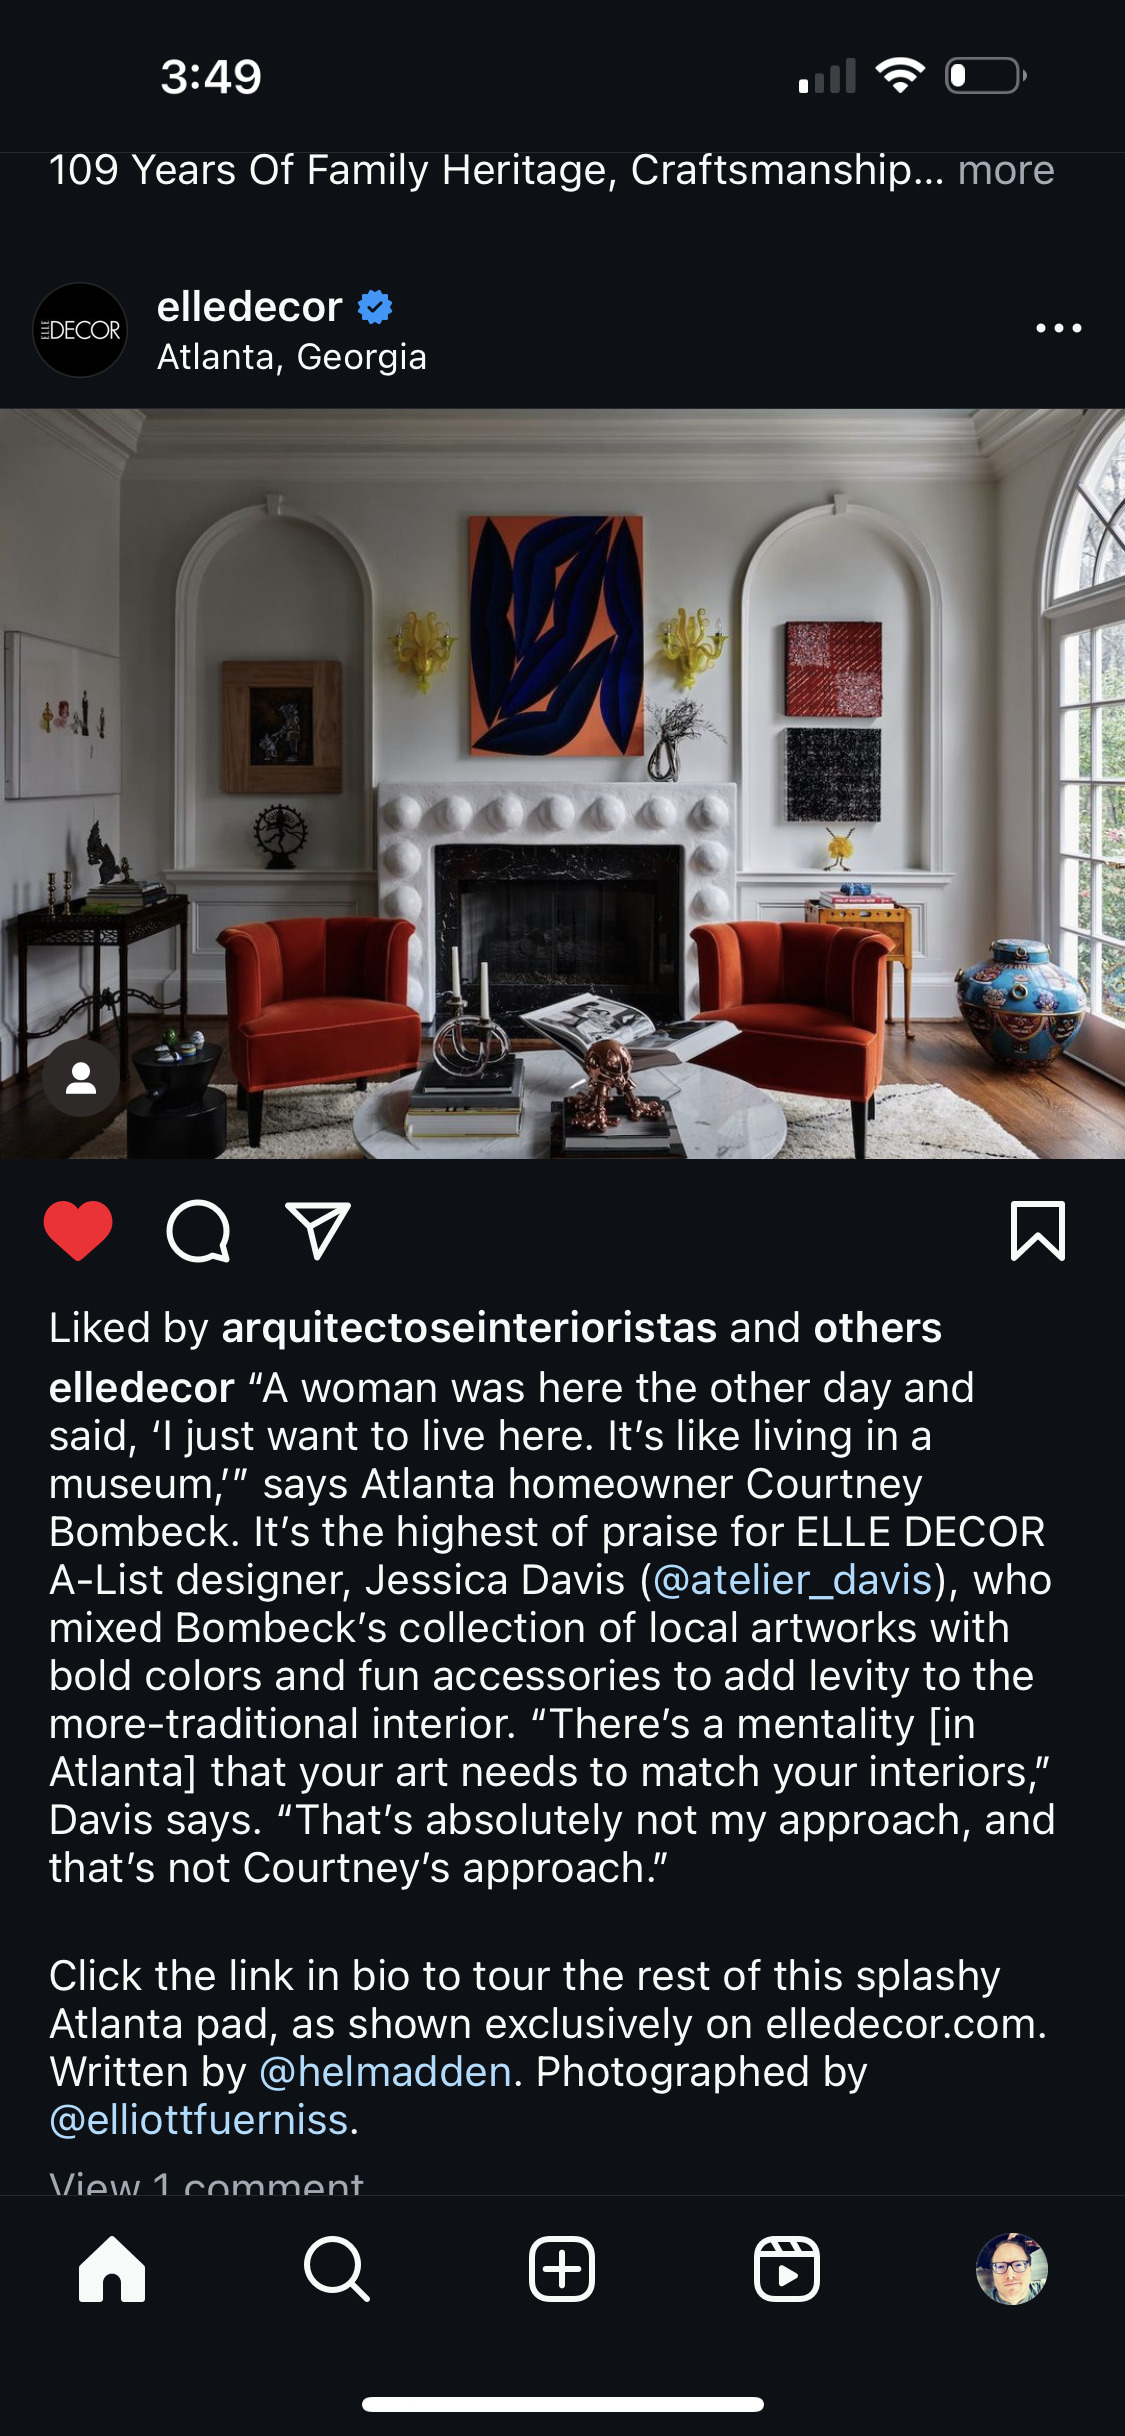 3:49
109 Years Of Family Heritage, Craftsmanship... more
ELLE DECOR
elledecor
Atlanta, Georgia
Liked by arquitectoseinterioristas and others
elledecor “A woman was here the other day and
said, ‘I just want to live here. It’s like living in a
museum,’” says Atlanta homeowner Courtney
Bombeck. It’s the highest of praise for ELLE DECOR
A-List designer, Jessica Davis (@atelier_davis), who
mixed Bombeck’s collection of local artworks with
bold colors and fun accessories to add levity to the
more-traditional interior. “There’s a mentality [in
Atlanta] that your art needs to match your interiors,”
Davis says. “That’s absolutely not my approach, and
that’s not Courtney’s approach.”
Click the link in bio to tour the rest of this splashy
Atlanta pad, as shown exclusively on elledecor.com.
Written by @helmadden. Photographed by
@elliottfuerniss.
View 1 comment